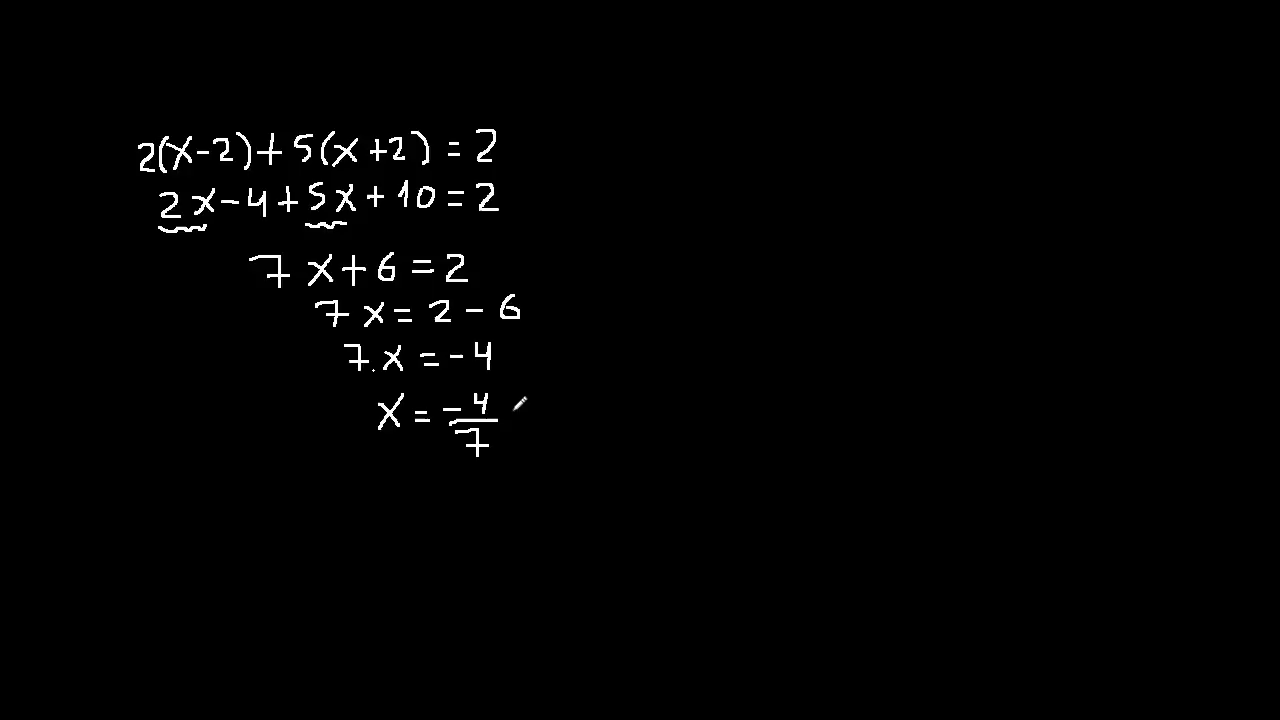 2(x-2)+5(x+2)=2
2x-4+5x+10=2
7x+6=2
7x=2-6
7.x=-4
x=-4/7